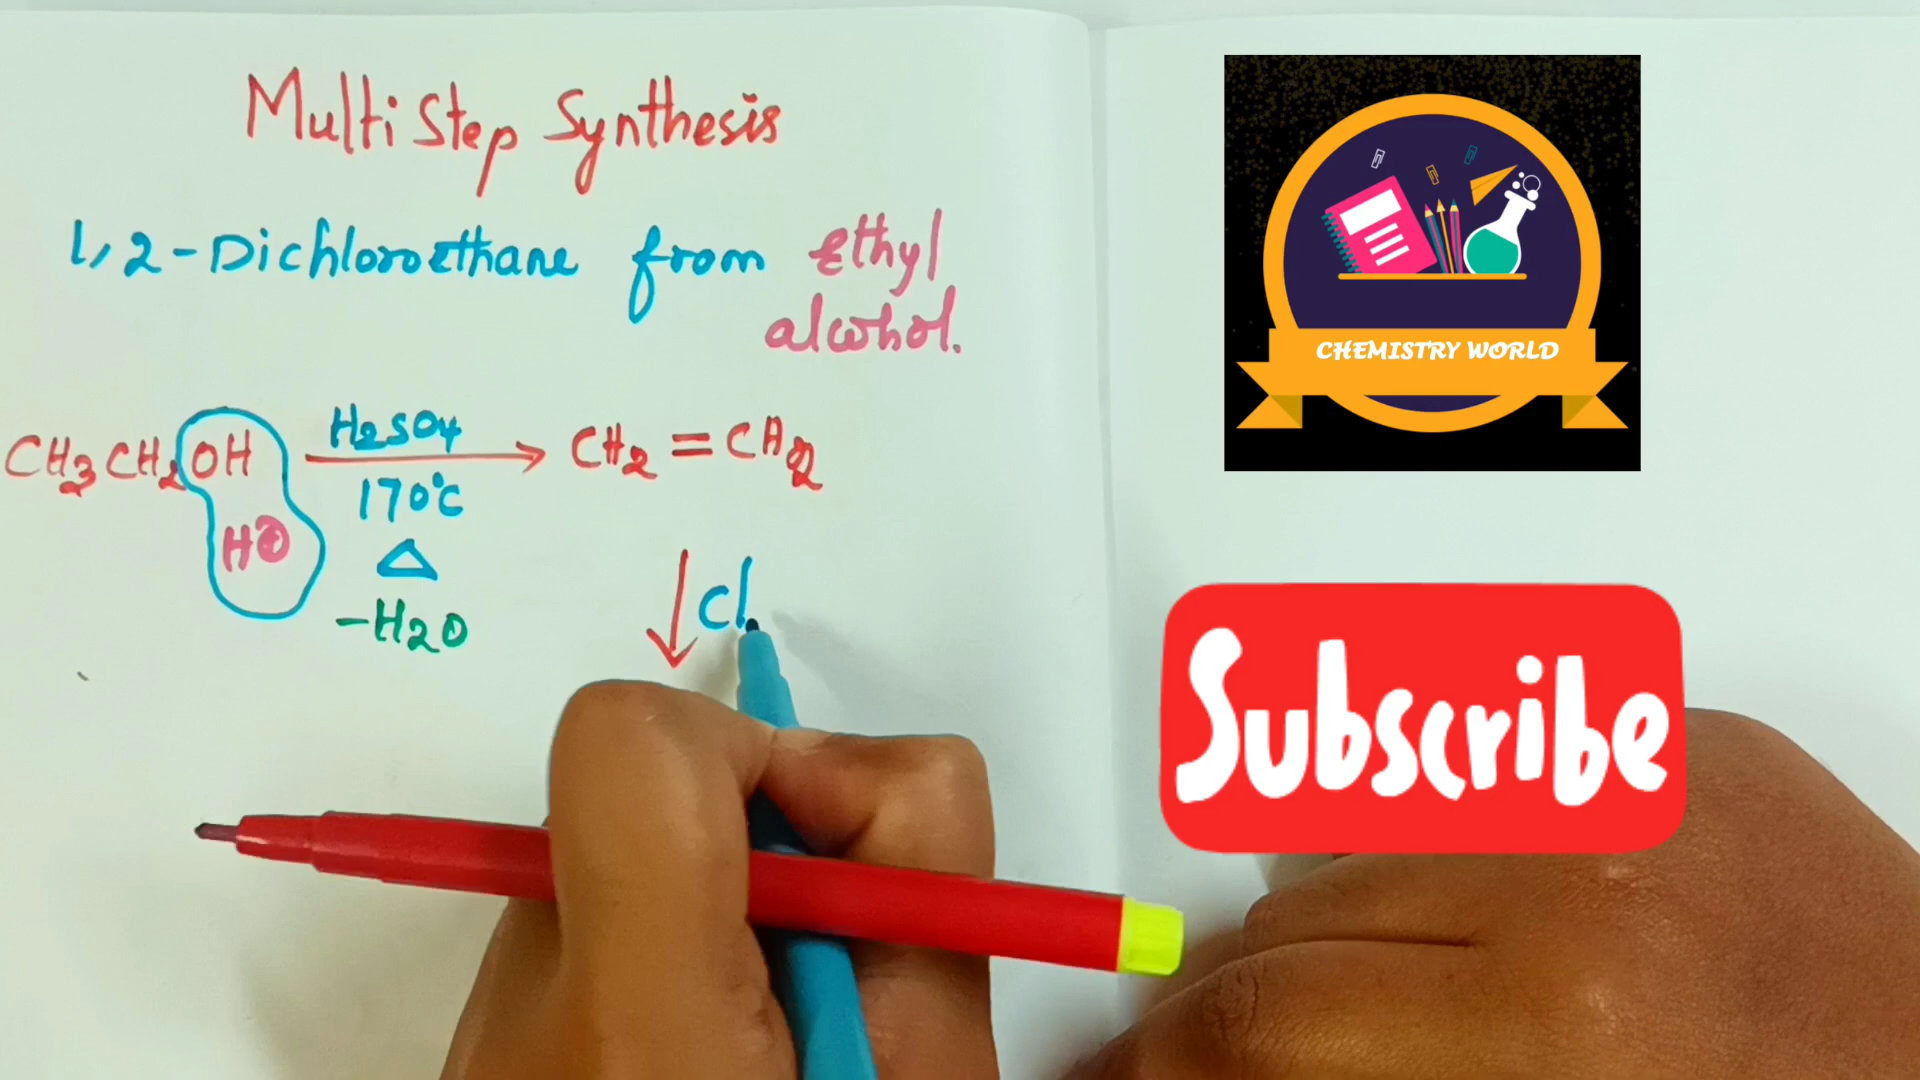 Multi Step Synthesis
1,2-Dichloroethane from ethyl
alcohol.
CH3CH2OH H2SO4 CH2=CH2
170°C
H⊕
△
-H2O
Cl
CHEMISTRY WORLD
Subscribe